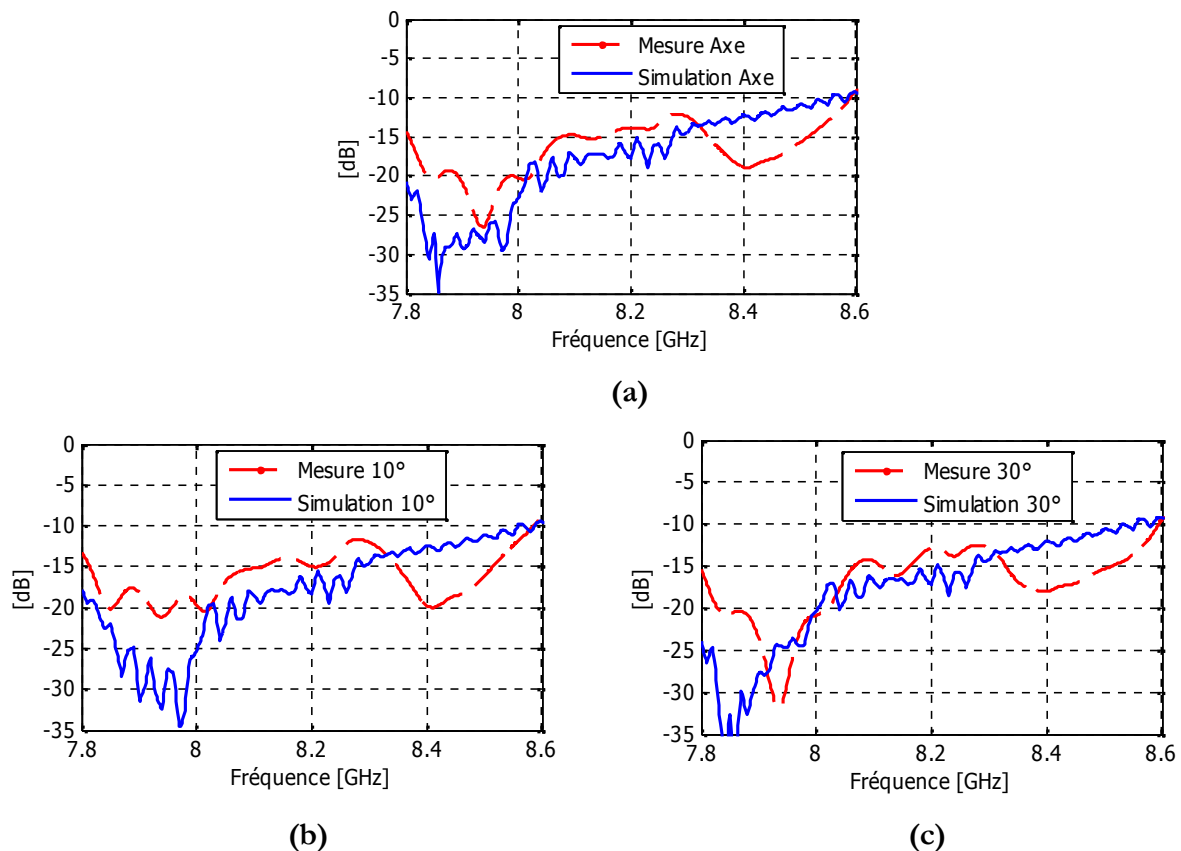 0
-5
-10
-15
-20
-25
-30
-35
[dB]
Mesure Axe
Simulation Axe
7.8 8 8.2 8.4 8.6
Fréquence [GHz]
(a)
0
-5
-10
-15
-20
-25
-30
-35
[dB]
Mesure 10°
Simulation 10°
7.8 8 8.2 8.4 8.6
Fréquence [GHz]
(b)
0
-5
-10
-15
-20
-25
-30
-35
[dB]
Mesure 30°
Simulation 30°
7.8 8 8.2 8.4 8.6
Fréquence [GHz]
(c)